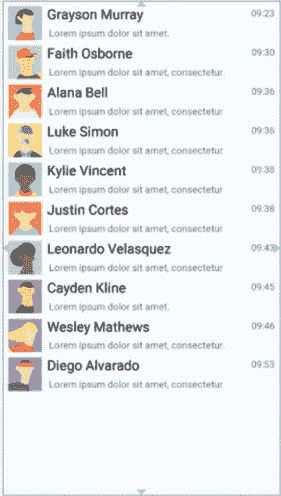 Grayson Murray 09:23
Lorem ipsum dolor sit amet.
Faith Osborne 09:30
Lorem ipsum dolor sit amet, consectetur.
Alana Bell 09:36
Lorem ipsum dolor sit amet, consectetur
Luke Simon 09:36
Lorem ipsum dolor sit amet, consectetur.
Kylie Vincent 09:38
Lorem ipsum dolor sit amet, consectetur
Justin Cortes 09:38
Lorem ipsum dolor sit amet, consectetur
Leonardo Velasquez 09:43
Lorem ipsum dolor sit amet, consectetur
Cayden Kline 09:45
Lorem ipsum dolor sit amet.
Wesley Mathews 09:46
Lorem ipsum dolor sit amet, consectetur.
Diego Alvarado 09:53
Lorem ipsum dolor sit amet, consectetur